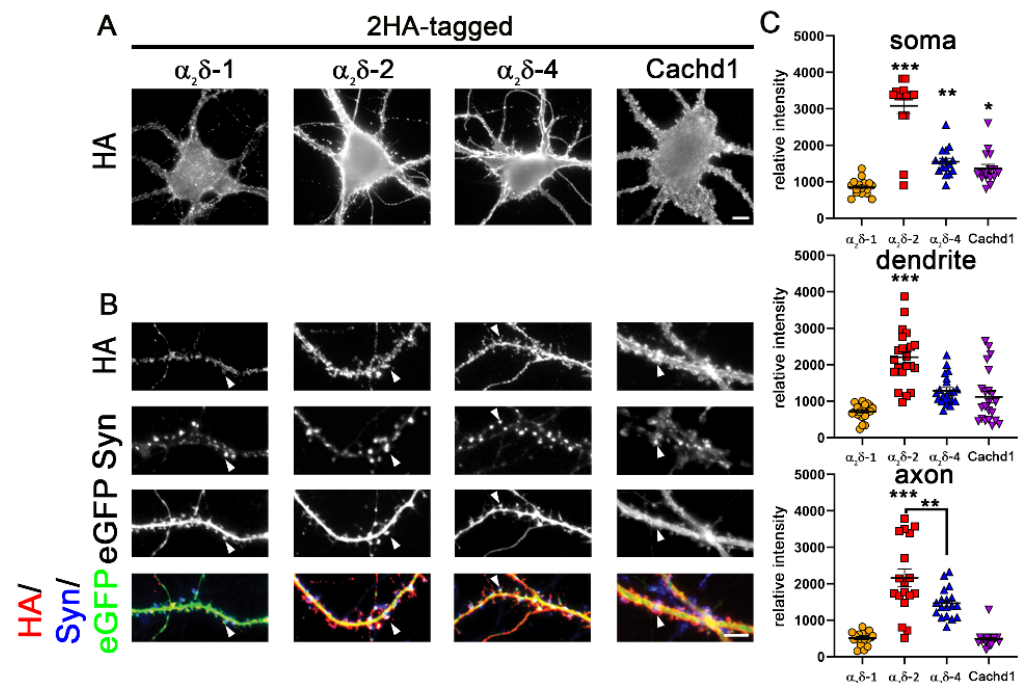 A
2HA-tagged
α₂δ-1 α₂δ-2 α₂δ-4 Cachd1
HA
B
HA
Syn
eGFP
HA/
Syn/
eGFP
C
soma
relative intensity
5000
4000
3000
2000
1000
0
***
**
*
α₂δ-1 α₂δ-2 α₂δ-4 Cachd1
dendrite
relative intensity
5000
4000
3000
2000
1000
0
***
α₂δ-1 α₂δ-2 α₂δ-4 Cachd1
axon
relative intensity
5000
4000
3000
2000
1000
0
***
**
α₂δ-1 α₂δ-2 α₂δ-4 Cachd1